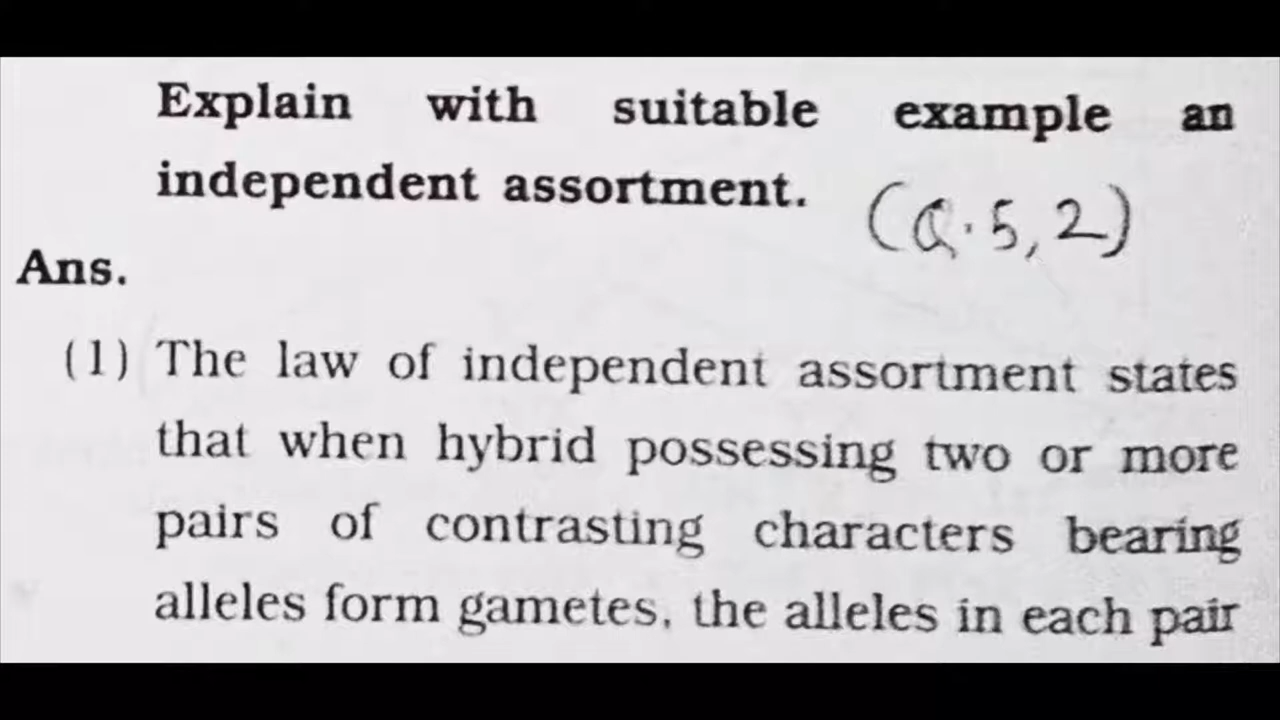 Explain with suitable example an
independent assortment. (Q.5,2)
Ans.
(1) The law of independent assortment states
that when hybrid possessing two or more
pairs of contrasting characters bearing
alleles form gametes, the alleles in each pair